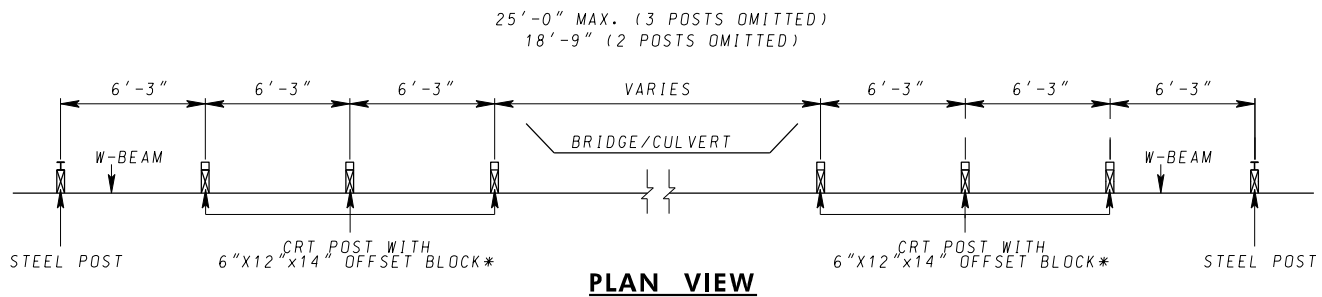 25'-0" MAX. (3 POSTS OMITTED)
18'-9" (2 POSTS OMITTED)
6'-3" 6'-3" 6'-3" VARIES 6'-3" 6'-3" 6'-3"
BRIDGE/CULVERT
W-BEAM W-BEAM
STEEL POST
CRT POST WITH
6"X12"x14" OFFSET BLOCK*
CRT POST WITH
6"X12"x14" OFFSET BLOCK*
STEEL POST
PLAN VIEW